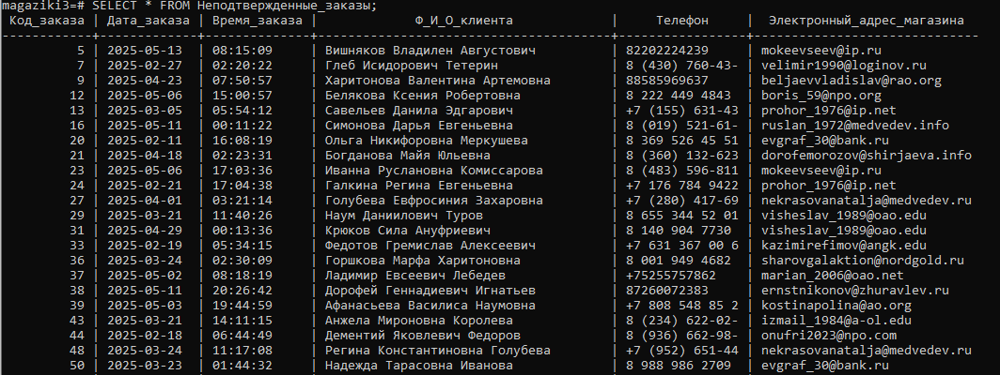 magaziki3=# SELECT * FROM Неподтвержденные_заказы;
Код_заказа | Дата_заказа | Время_заказа | Ф_И_О_клиента | Телефон | Электронный_адрес_магазина
5 | 2025-05-13 | 08:15:09 | Вишняков Владилен Августович | 82202224239 | mokeevseev@ip.ru
7 | 2025-02-27 | 02:20:22 | Глеб Исидорович Тетерин | 8 (430) 760-43- | velimir1990@loginov.ru
9 | 2025-04-23 | 07:50:57 | Харитонова Валентина Артемовна | 88585969637 | beljaevvladislav@rao.org
12 | 2025-05-06 | 15:00:57 | Белякова Ксения Робертовна | 8 222 449 4843 | boris_59@npo.org
13 | 2025-03-05 | 05:54:12 | Савельев Данила Эдгарович | +7 (155) 631-43 | prohor_1976@ip.net
16 | 2025-05-11 | 00:11:22 | Симонова Дарья Евгеньевна | 8 (019) 521-61- | ruslan_1972@medvedev.info
20 | 2025-02-11 | 16:08:19 | Ольга Никифоровна Меркушева | 8 369 526 45 51 | evgraf_30@bank.ru
21 | 2025-04-18 | 02:23:31 | Богданова Майя Юльевна | 8 (360) 132-623 | dorofemorozov@shirjaeva.info
23 | 2025-05-06 | 17:03:36 | Иванна Руслановна Комиссарова | 8 (483) 596-811 | mokeevseev@ip.ru
24 | 2025-02-21 | 17:04:38 | Галкина Регина Евгеньевна | +7 176 784 9422 | prohor_1976@ip.net
27 | 2025-04-01 | 03:21:14 | Голубева Евфросиния Захаровна | +7 (280) 417-69 | nekrasovanatalja@medvedev.ru
29 | 2025-03-21 | 11:40:26 | Наум Даниилович Туров | 8 655 344 52 01 | visheslav_1989@oao.edu
31 | 2025-04-29 | 00:13:36 | Крюков Сила Ануфриевич | 8 140 904 7730 | visheslav_1989@oao.edu
33 | 2025-02-19 | 05:34:15 | Федотов Гремислав Алексеевич | +7 631 367 00 6 | kazimirefimov@angk.edu
36 | 2025-03-24 | 02:30:09 | Горшкова Марфа Харитоновна | 8 001 949 4682 | sharovgalaktion@nordgold.ru
37 | 2025-05-02 | 08:18:19 | Ладимир Евсеевич Лебедев | +75255757862 | marian_2006@oao.net
38 | 2025-05-11 | 20:26:42 | Дорофей Геннадиевич Игнатьев | 87260072383 | ernstnikonov@zhuravlev.ru
39 | 2025-05-03 | 19:44:59 | Афанасьева Василиса Наумовна | +7 808 548 85 2 | kostinapolina@ao.org
43 | 2025-03-21 | 14:11:15 | Анжела Мироновна Королева | 8 (234) 622-02- | izmail_1984@a-ol.edu
44 | 2025-02-18 | 06:44:49 | Дементий Яковлевич Федоров | 8 (936) 662-98- | onufri2023@npo.com
48 | 2025-03-24 | 11:17:08 | Регина Константиновна Голубева | +7 (952) 651-44 | nekrasovanatalja@medvedev.ru
50 | 2025-03-23 | 01:44:32 | Надежда Тарасовна Иванова | 8 988 986 2709 | evgraf_30@bank.ru